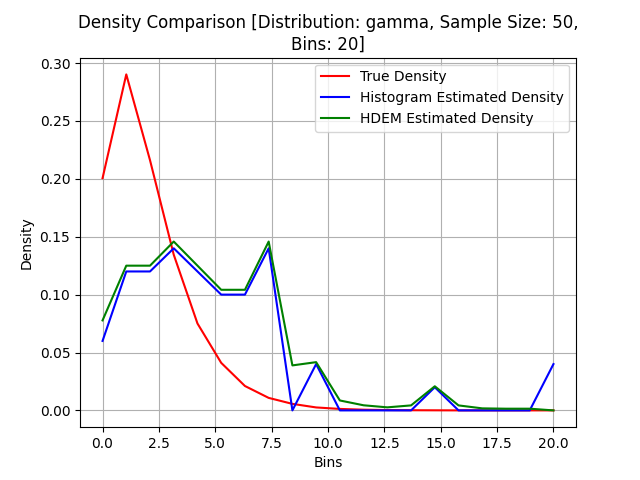 Density Comparison [Distribution: gamma, Sample Size: 50,
Bins: 20]
True Density
Histogram Estimated Density
HDEM Estimated Density
Density
0.30
0.25
0.20
0.15
0.10
0.05
0.00
0.0 2.5 5.0 7.5 10.0 12.5 15.0 17.5 20.0
Bins